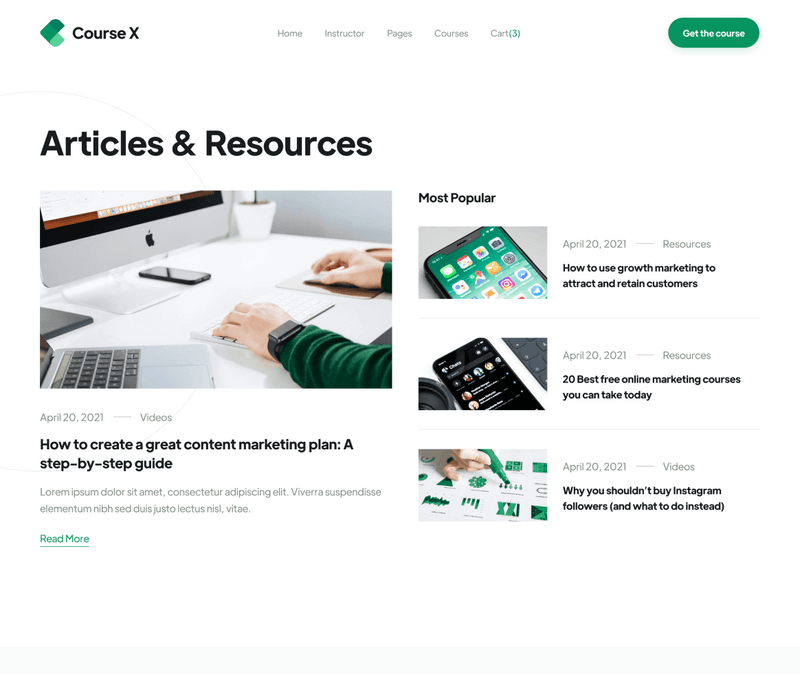 Course X
Home Instructor Pages Courses Cart(3)
Get the course
Articles & Resources
April 20, 2021 Videos
How to create a great content marketing plan: A
step-by-step guide
Lorem ipsum dolor sit amet, consectetur adipiscing elit. Viverra suspendisse
elementum nibh sed duis justo lectus nisl, vitae.
Read More
Most Popular
April 20, 2021 Resources
How to use growth marketing to
attract and retain customers
Chats
April 20, 2021 Resources
20 Best free online marketing courses
you can take today
April 20, 2021 Videos
Why you shouldn't buy Instagram
followers (and what to do instead)